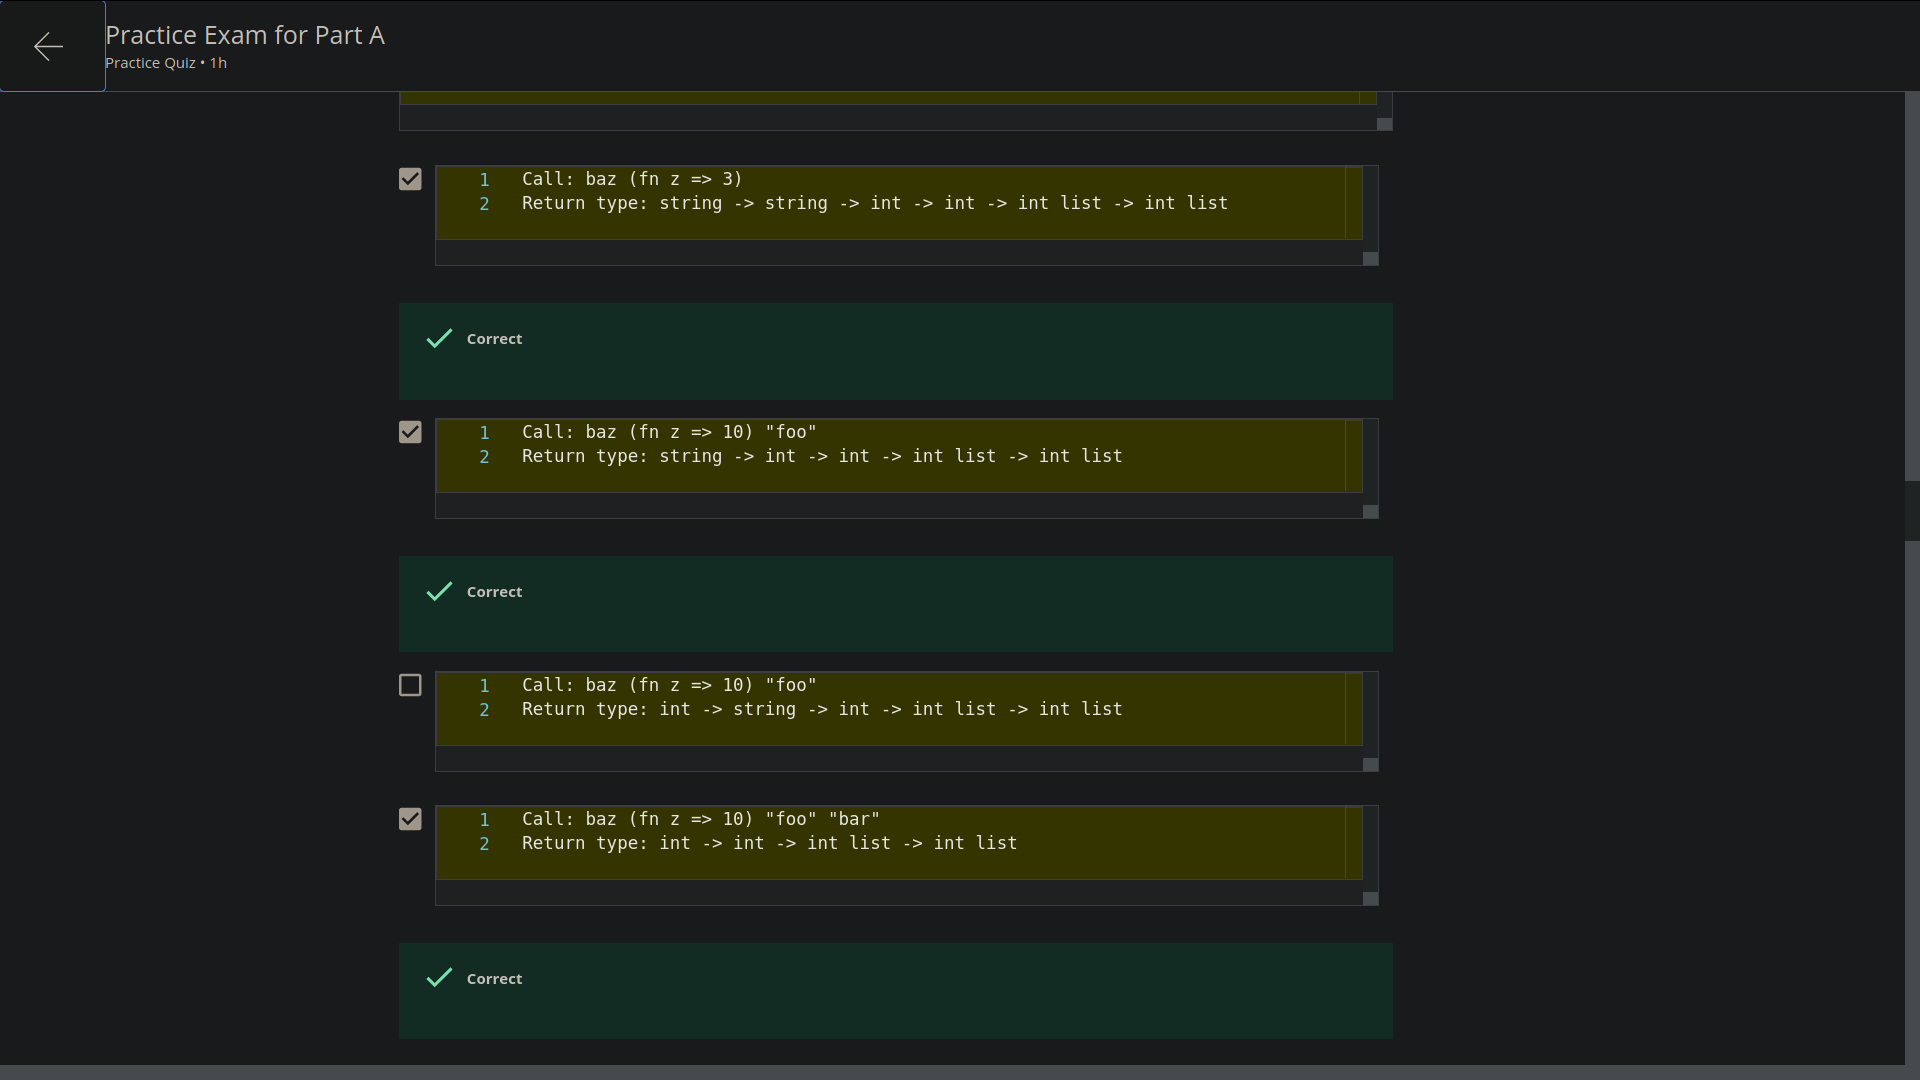 Practice Exam for Part A
Practice Quiz • 1h
1 Call: baz (fn z => 3)
2 Return type: string -> string -> int -> int -> int list -> int list
Correct
1 Call: baz (fn z => 10) "foo"
2 Return type: string -> int -> int -> int list -> int list
Correct
1 Call: baz (fn z => 10) "foo"
2 Return type: int -> string -> int -> int list -> int list
1 Call: baz (fn z => 10) "foo" "bar"
2 Return type: int -> int -> int list -> int list
Correct